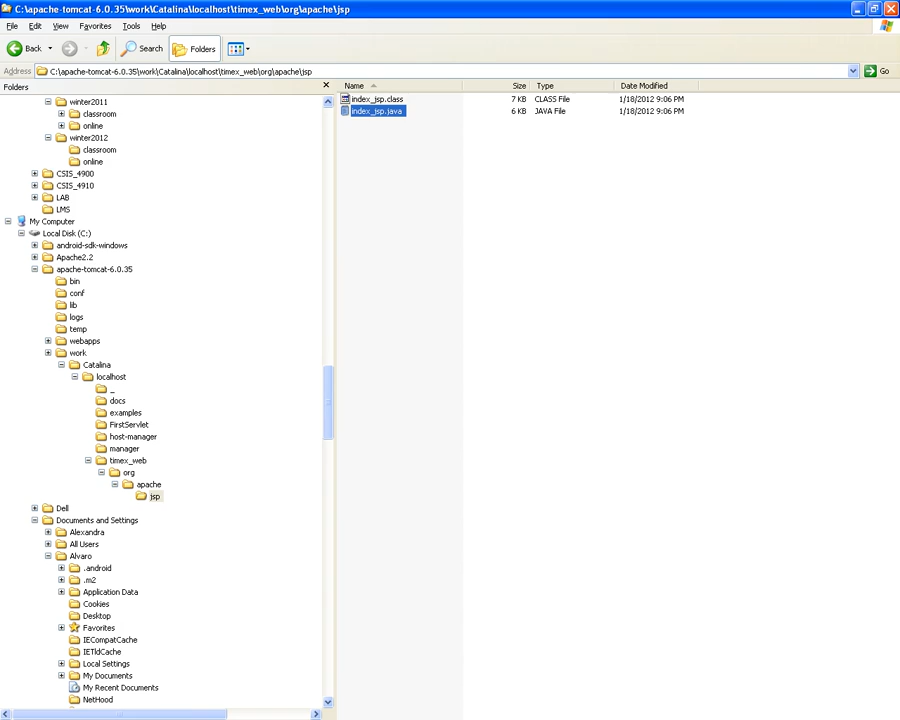 C:\apache-tomcat-6.0.35\work\Catalina\localhost\timex_web\org\apache\jsp
File Edit View Favorites Tools Help
Back Search Folders
Address C:\apache-tomcat-6.0.35\work\Catalina\localhost\timex_web\org\apache\jsp Go
Folders
Name Size Type Date Modified
index_jsp.class 7 KB CLASS File 1/18/2012 9:06 PM
index_jsp.java 6 KB JAVA File 1/18/2012 9:06 PM
winter2011
classroom
online
winter2012
classroom
online
CSIS_4900
CSIS_4910
LAB
LMS
My Computer
Local Disk (C:)
android-sdk-windows
Apache2.2
apache-tomcat-6.0.35
bin
conf
lib
logs
temp
webapps
work
Catalina
localhost
_
docs
examples
FirstServlet
host-manager
manager
timex_web
org
apache
jsp
Dell
Documents and Settings
Alexandra
All Users
Alvaro
.android
.m2
Application Data
Cookies
Desktop
Favorites
IECompatCache
IETldCache
Local Settings
My Documents
My Recent Documents
NetHood